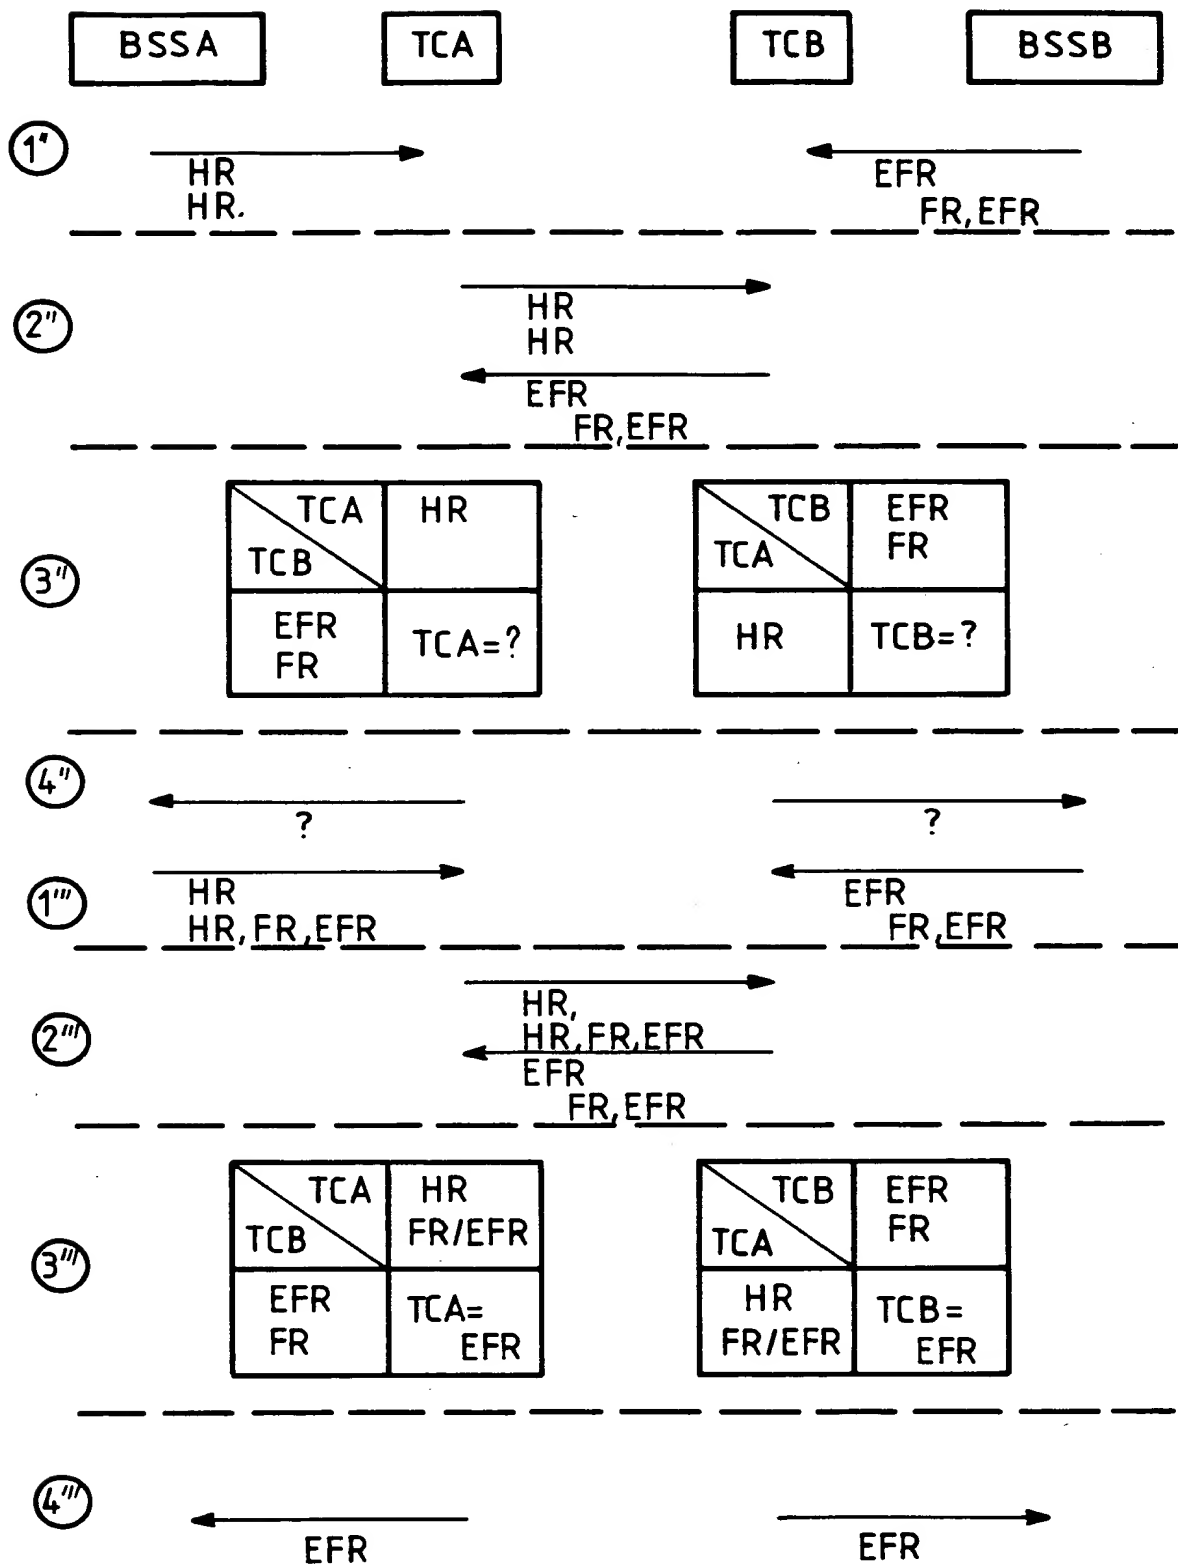 BSSA TCA TCB BSSB
1"
HR EFR
HR. FR,EFR
2"
HR
HR
EFR
FR,EFR
3"
TCA HR TCB EFR
FR
TCB TCA
EFR TCA=? HR TCB=?
FR
4"
? ?
1'''
HR EFR
HR,FR,EFR FR,EFR
2'''
HR,
HR,FR,EFR
EFR
FR,EFR
3'''
TCA HR TCB EFR
FR/EFR FR
TCB TCA
EFR TCA= HR TCB=
FR EFR FR/EFR EFR
4'''
EFR EFR